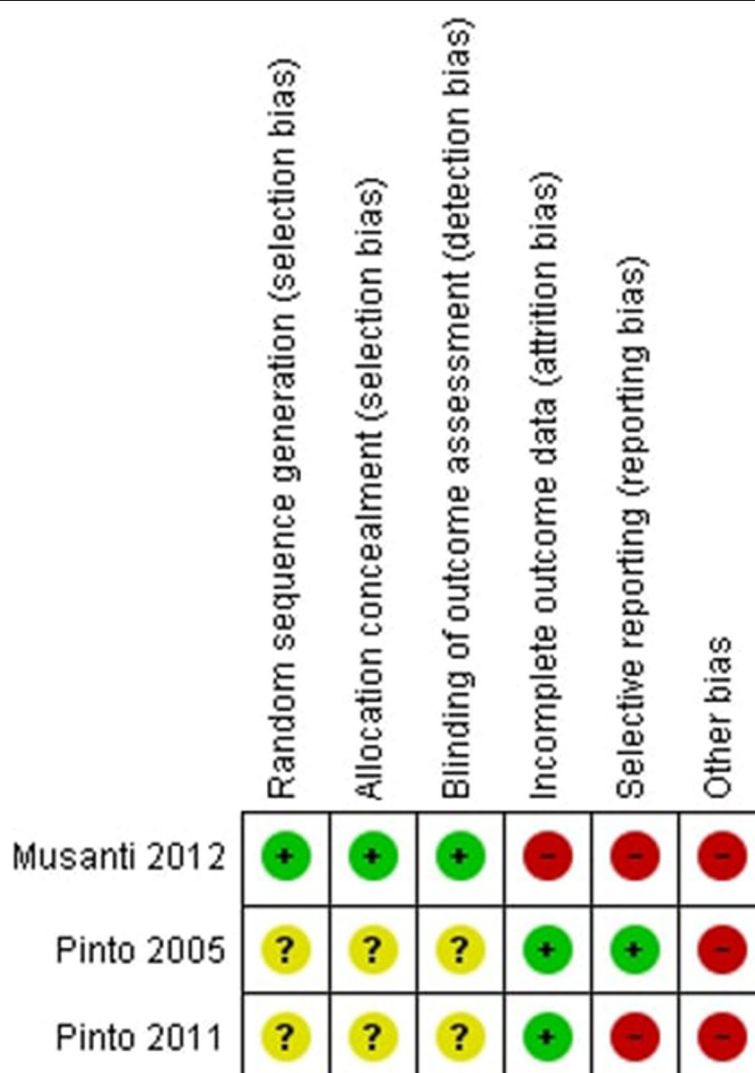 Random sequence generation (selection bias)
Allocation concealment (selection bias)
Blinding of outcome assessment (detection bias)
Incomplete outcome data (attrition bias)
Selective reporting (reporting bias)
Other bias
Musanti 2012 + + + - - -
Pinto 2005 ? ? ? + + -
Pinto 2011 ? ? ? + - -